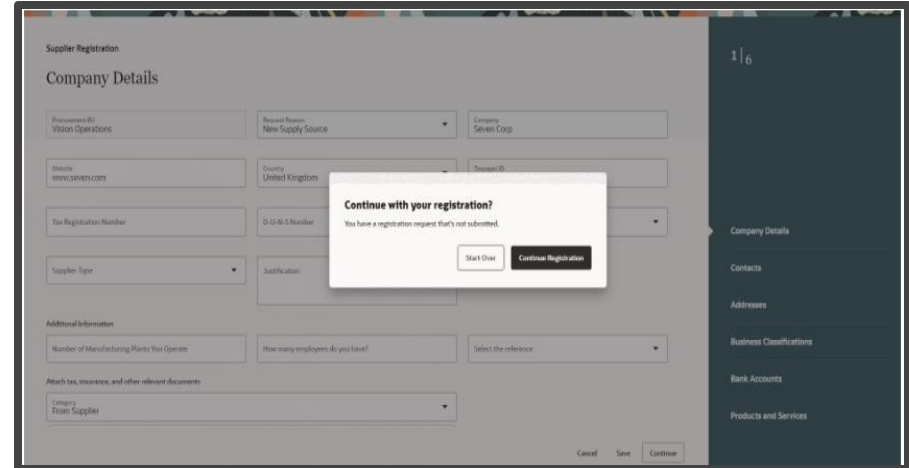 Supplier Registration
Company Details
1|6
Procurement BU
Vision Operations
Request Reason
New Supply Source
Company
Seven Corp
Website
www.seven.com
Country
United Kingdom
Taxpayer ID
Tax Registration Number
D-U-N-S Number
Continue with your registration?
You have a registration request that's not submitted.
Start Over
Continue Registration
Supplier Type
Justification
Additional Information
Number of Manufacturing Plants You Operate
How many employees do you have?
Select the reference
Attach tax, insurance, and other relevant documents
Category
From Supplier
Cancel
Save
Continue
Company Details
Contacts
Addresses
Business Classifications
Bank Accounts
Products and Services